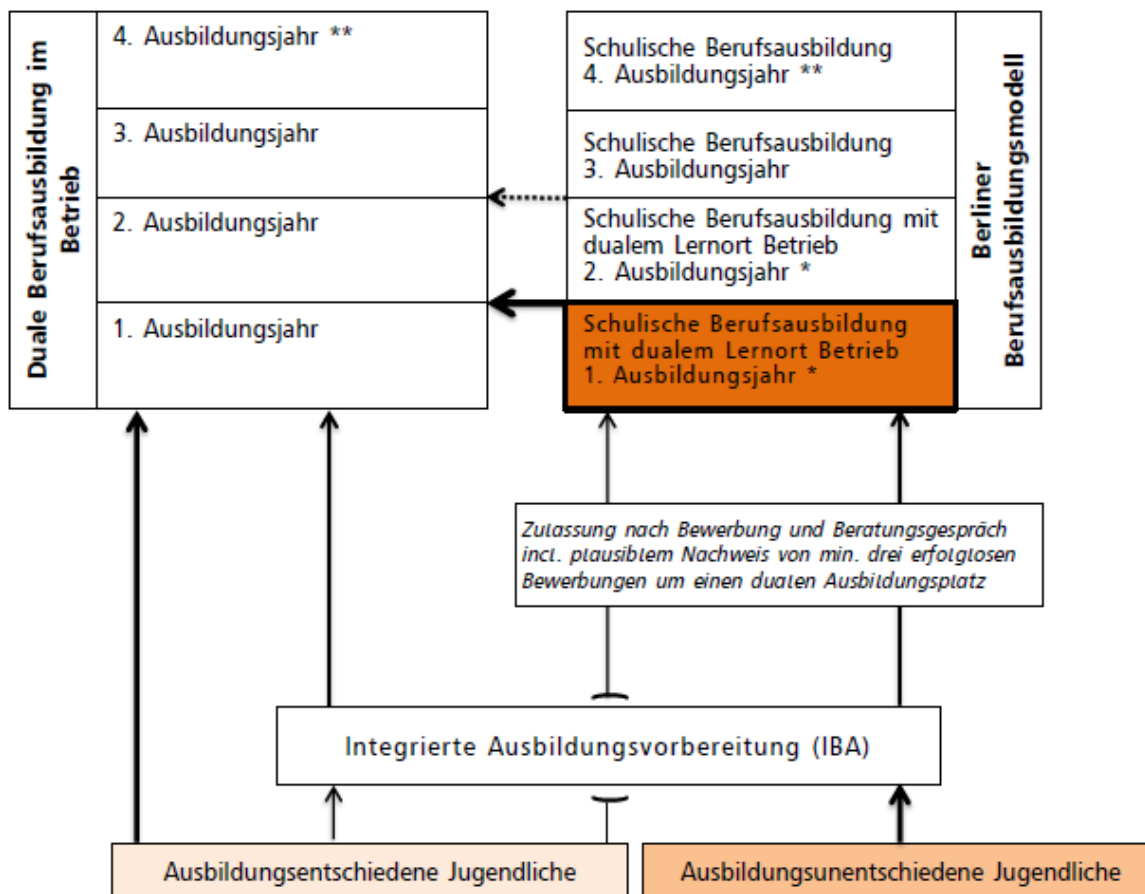 Duale Berufsausbildung im
Betrieb
4. Ausbildungsjahr **
3. Ausbildungsjahr
2. Ausbildungsjahr
1. Ausbildungsjahr
Schulische Berufsausbildung
4. Ausbildungsjahr **
Schulische Berufsausbildung
3. Ausbildungsjahr
Schulische Berufsausbildung mit
dualem Lernort Betrieb
2. Ausbildungsjahr *
Schulische Berufsausbildung
mit dualem Lernort Betrieb
1. Ausbildungsjahr *
Berliner
Berufsausbildungsmodell
Zulassung nach Bewerbung und Beratungsgespräch
incl. plausiblem Nachweis von min. drei erfolglosen
Bewerbungen um einen dualen Ausbildungsplatz
Integrierte Ausbildungsvorbereitung (IBA)
Ausbildungsentschiedene Jugendliche
Ausbildungsunentschiedene Jugendliche